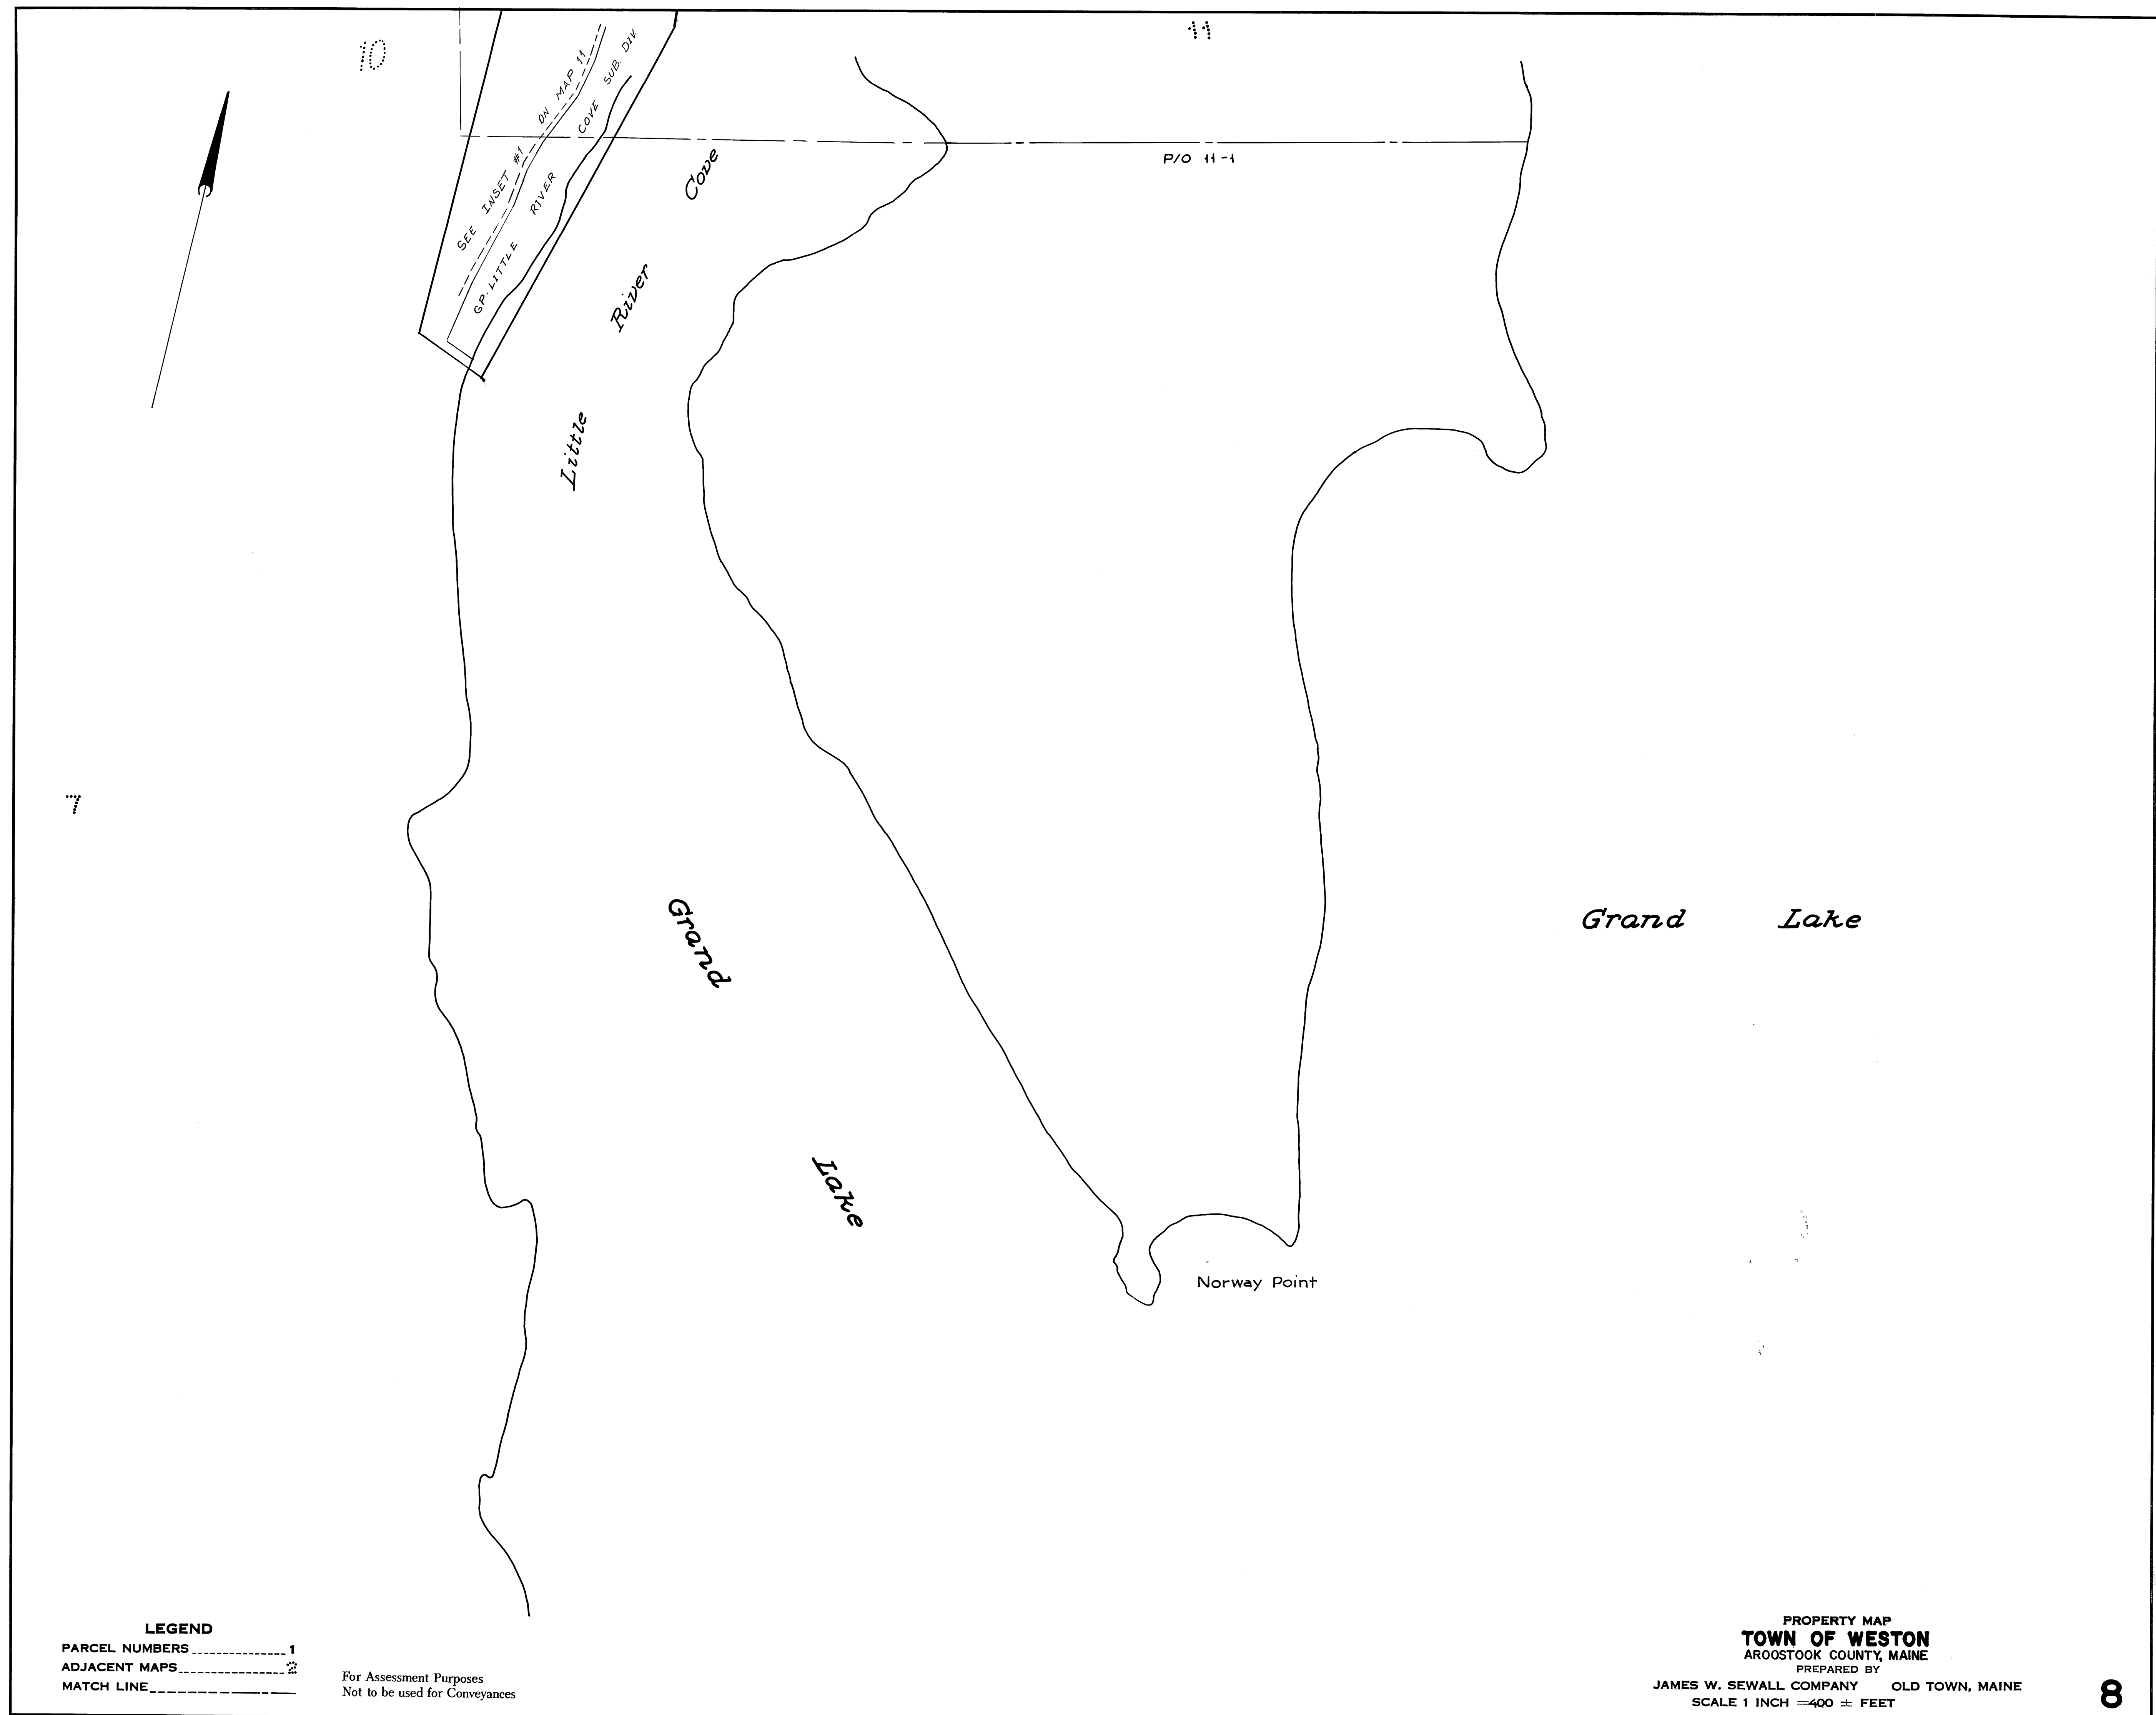 10
11
SEE INSET #1 ON MAP 11
GP. LITTLE RIVER COVE SUB. DIV.
P/O 11-1
Little River Cove
7
Grand Lake
Grand Lake
Norway Point
LEGEND
PARCEL NUMBERS 1
ADJACENT MAPS 2
MATCH LINE
For Assessment Purposes
Not to be used for Conveyances
PROPERTY MAP
TOWN OF WESTON
AROOSTOOK COUNTY, MAINE
PREPARED BY
JAMES W. SEWALL COMPANY OLD TOWN, MAINE
SCALE 1 INCH = 400 ± FEET
8